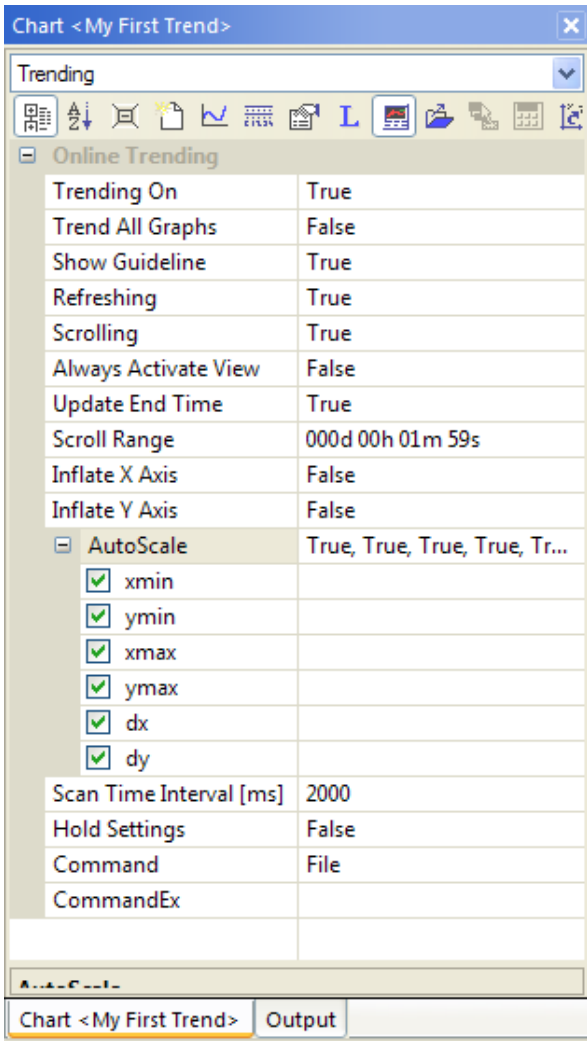 Chart <My First Trend>
Trending
A
Z
L
Online Trending
Trending On True
Trend All Graphs False
Show Guideline True
Refreshing True
Scrolling True
Always Activate View False
Update End Time True
Scroll Range 000d 00h 01m 59s
Inflate X Axis False
Inflate Y Axis False
AutoScale True, True, True, True, Tr...
xmin
ymin
xmax
ymax
dx
dy
Scan Time Interval [ms] 2000
Hold Settings False
Command File
CommandEx
AutoScale
Chart <My First Trend> Output